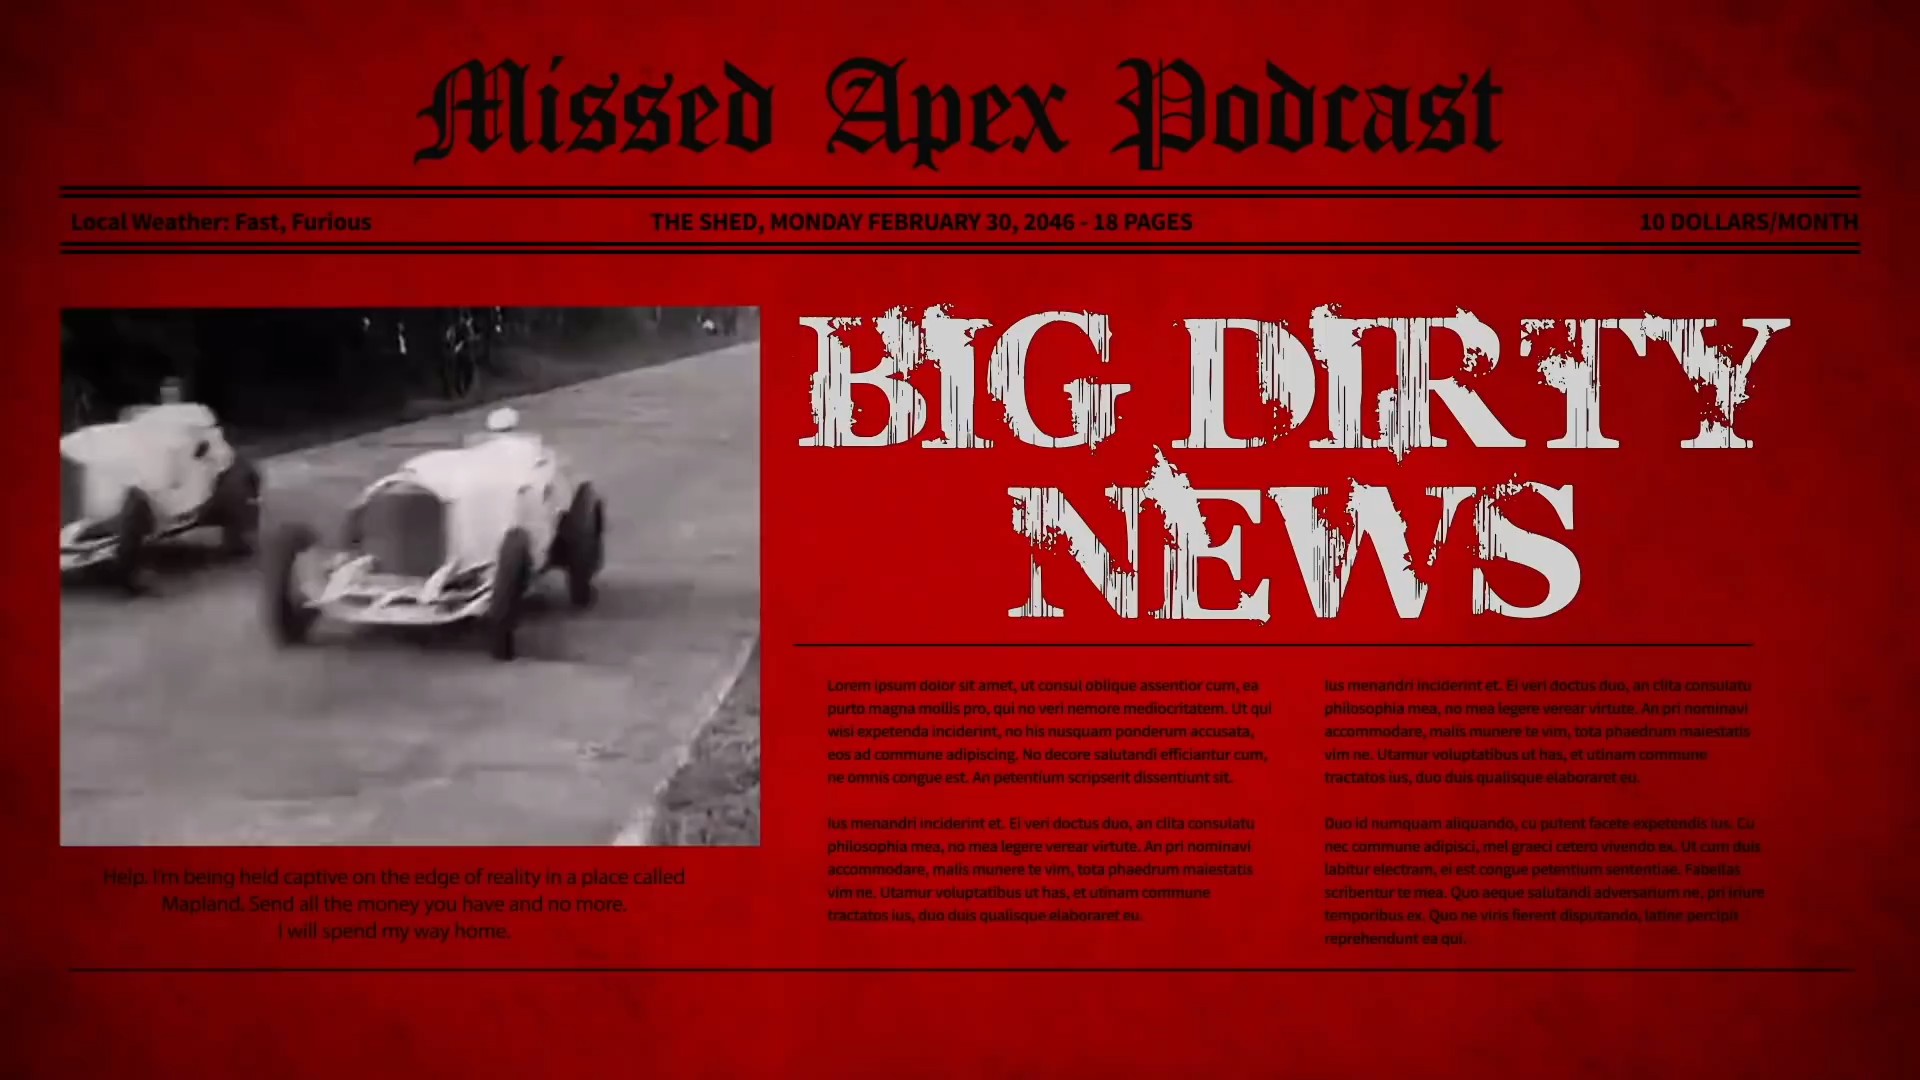 Missed Apex Podcast
Local Weather: Fast, Furious
THE SHED, MONDAY FEBRUARY 30, 2046 - 18 PAGES
10 DOLLARS/MONTH
BIG DIRTY
NEWS
Help. I'm being held captive on the edge of reality in a place called
Mapland. Send all the money you have and no more.
I will spend my way home.
Lorem ipsum dolor sit amet, ut consul oblique assentior cum, ea
purto magna mollis pro, qui no veri nemore mediocritatem. Ut qui
wisi expetenda inciderint, no his nusquam ponderum accusata,
eos ad commune adipiscing. No decore salutandi efficiantur cum,
ne omnis congue est. An petentium scripserit dissentiunt sit.
Ius menandri inciderint et. Ei veri doctus duo, an clita consulatu
philosophia mea, no mea legere verear virtute. An pri nominavi
accommodare, malis munere te vim, tota phaedrum maiestatis
vim ne. Utamur voluptatibus ut has, et utinam commune
tractatos ius, duo duis qualisque elaboraret eu.
Ius menandri inciderint et. Ei veri doctus duo, an clita consulatu
philosophia mea, no mea legere verear virtute. An pri nominavi
accommodare, malis munere te vim, tota phaedrum maiestatis
vim ne. Utamur voluptatibus ut has, et utinam commune
tractatos ius, duo duis qualisque elaboraret eu.
Duo id numquam aliquando, cu putent facete expetendis ius. Cu
nec commune adipisci, mel graeci cetero vivendo ex. Ut cum duis
labitur electram, ei est congue petentium sententiae. Fabellas
scribentur te mea. Quo aeque salutandi adversarium ne, pri iriure
temporibus ex. Quo ne viris fierent disputando, latine percipit
reprehendunt ea qui.